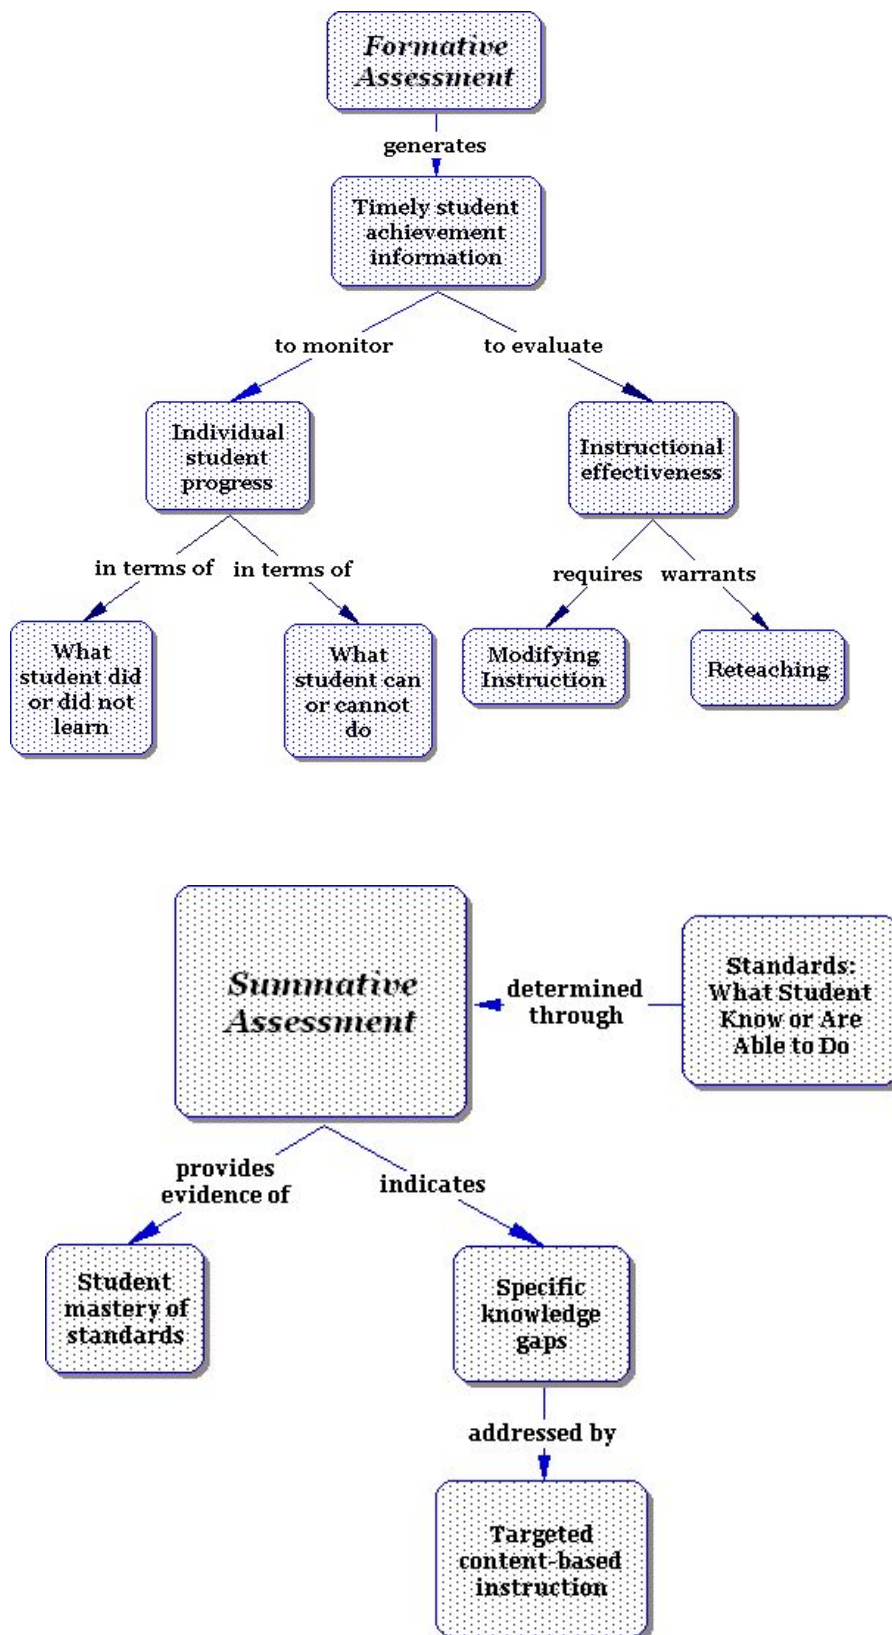 Formative
Assessment
generates
Timely student
achievement
information
to monitor
to evaluate
Individual
student
progress
Instructional
effectiveness
in terms of
in terms of
requires
warrants
What
student did
or did not
learn
What
student can
or cannot
do
Modifying
Instruction
Reteaching
Summative
Assessment
determined
through
Standards:
What Student
Know or Are
Able to Do
provides
evidence of
indicates
Student
mastery of
standards
Specific
knowledge
gaps
addressed by
Targeted
content-based
instruction